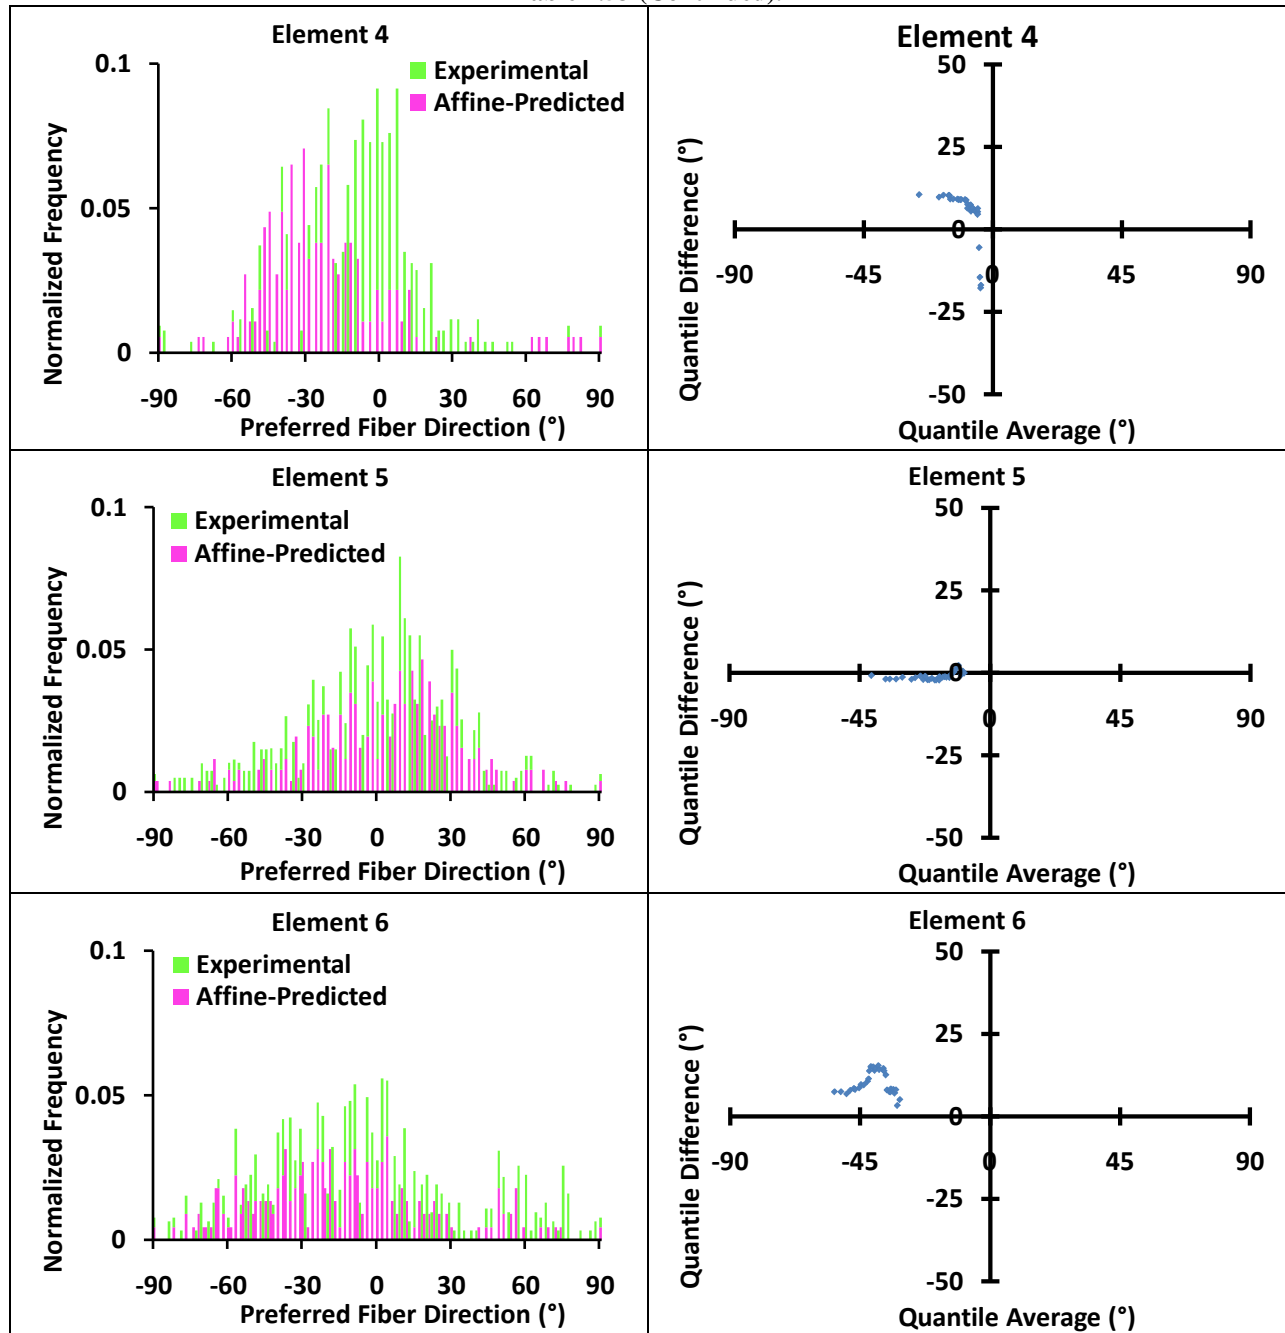 Element 4
0.1
Experimental
Affine-Predicted
0.05
0
Normalized Frequency
-90 -60 -30 0 30 60 90
Preferred Fiber Direction (°)
Element 4
50
25
-90 -45 0 45 90
-25
-50
Quantile Difference (°)
Quantile Average (°)
Element 5
0.1
Experimental
Affine-Predicted
0.05
0
Normalized Frequency
-90 -60 -30 0 30 60 90
Preferred Fiber Direction (°)
Element 5
50
25
0
-90 -45 0 45 90
-25
-50
Quantile Difference (°)
Quantile Average (°)
Element 6
0.1
Experimental
Affine-Predicted
0.05
0
Normalized Frequency
-90 -60 -30 0 30 60 90
Preferred Fiber Direction (°)
Element 6
50
25
0
-90 -45 0 45 90
-25
-50
Quantile Difference (°)
Quantile Average (°)